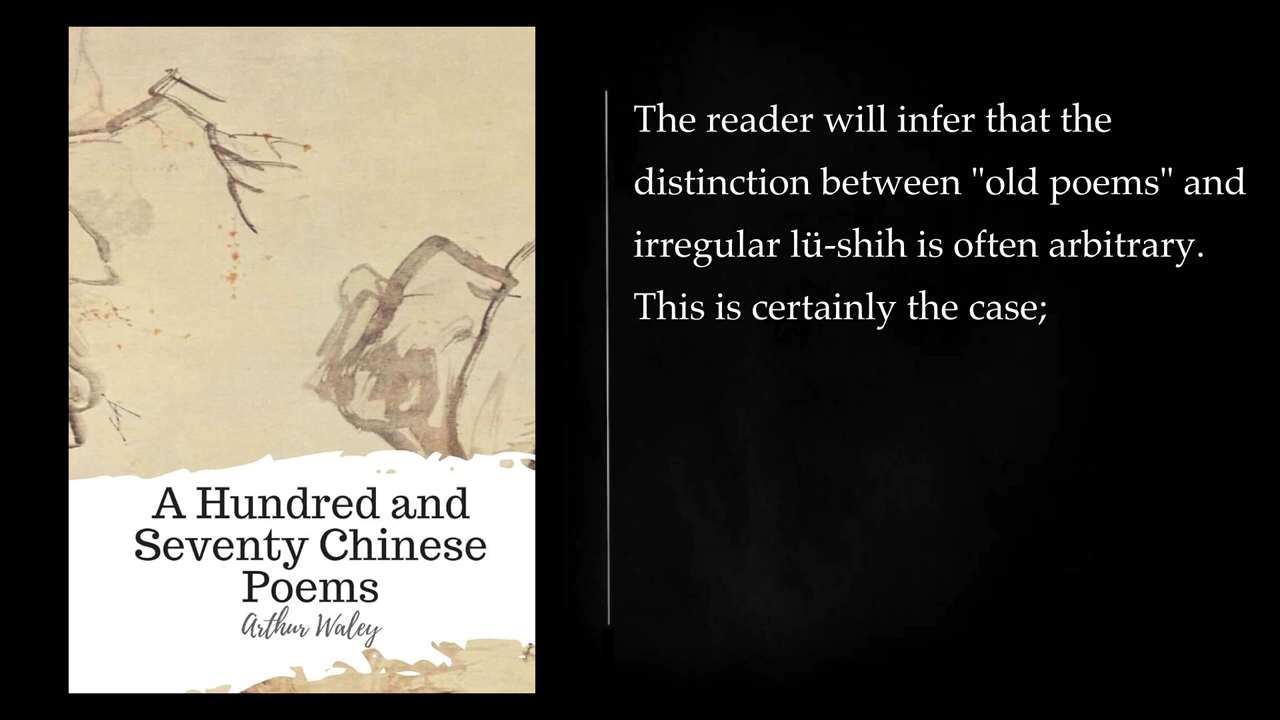 A Hundred and
Seventy Chinese
Poems
Arthur Waley
The reader will infer that the
distinction between "old poems" and
irregular lü-shih is often arbitrary.
This is certainly the case;